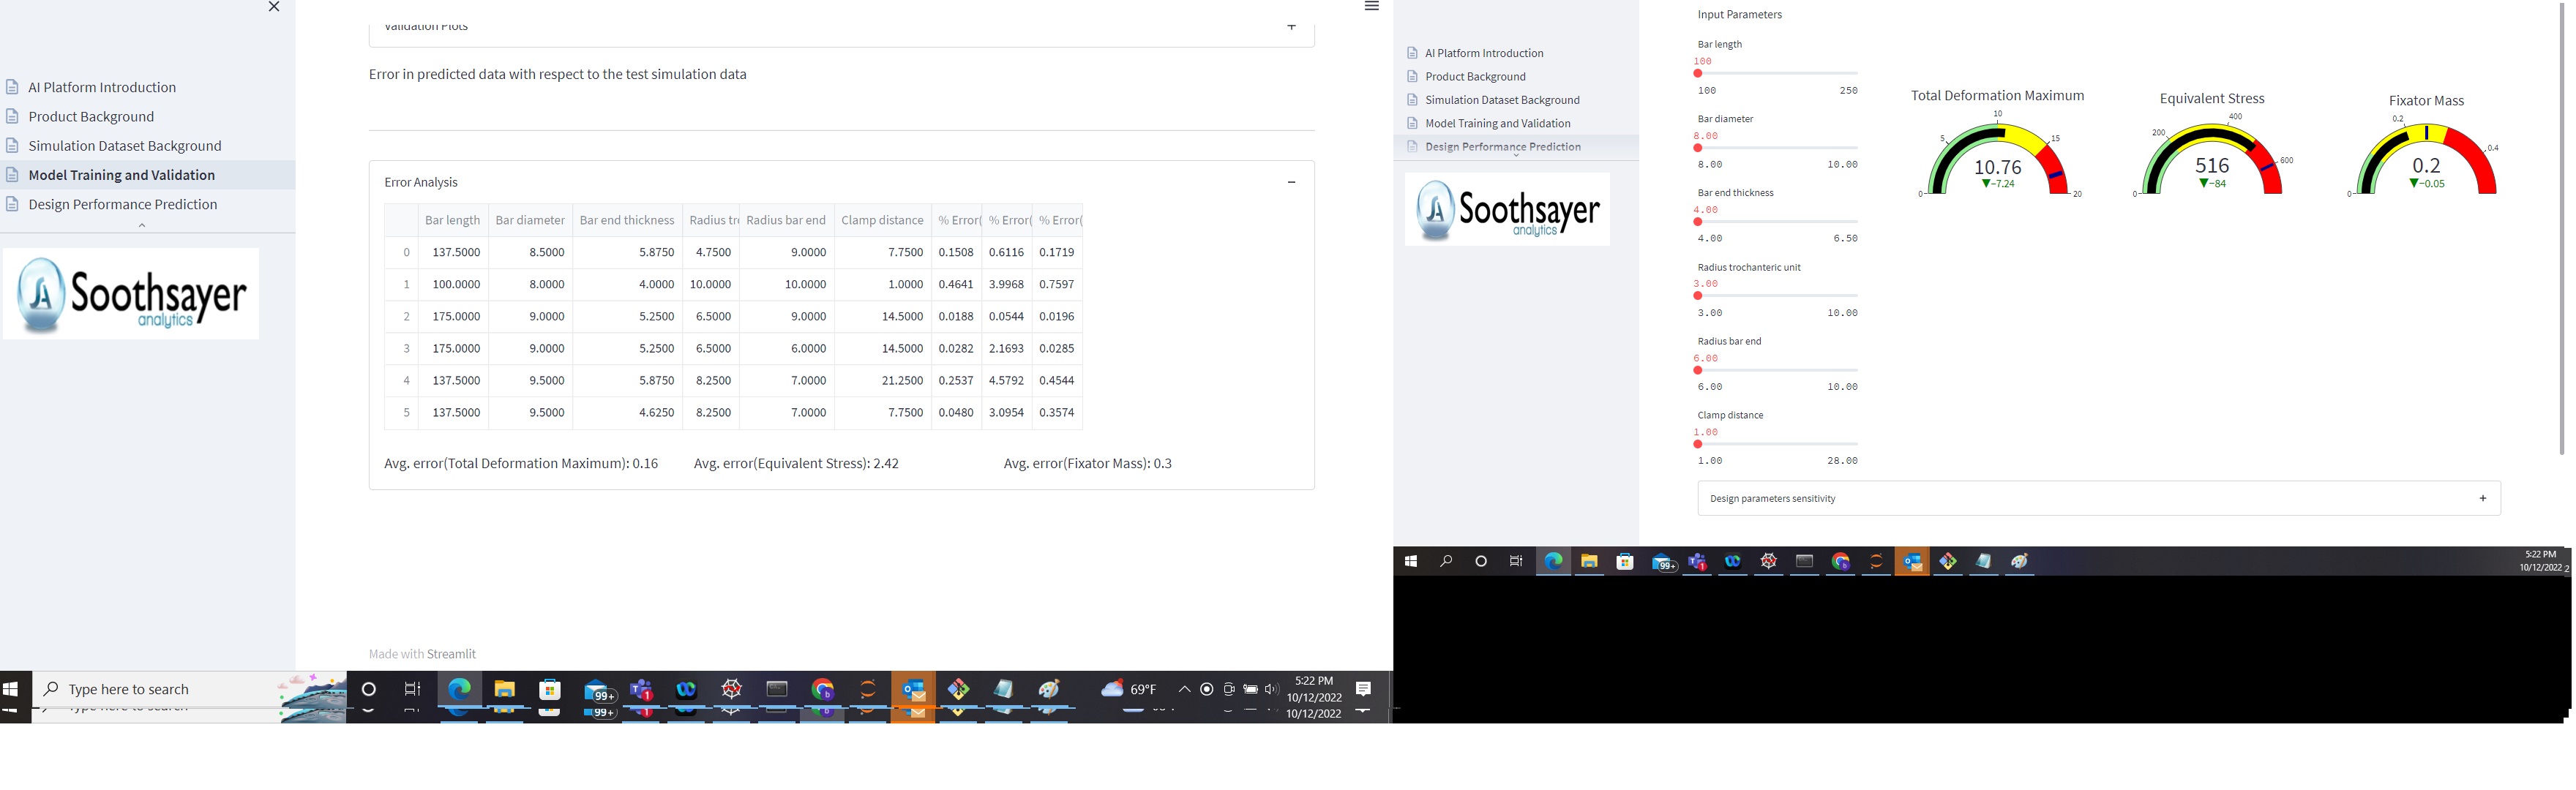 Validation Plots
+
Error in predicted data with respect to the test simulation data
AI Platform Introduction
Product Background
Simulation Dataset Background
Model Training and Validation
Design Performance Prediction
Soothsayer
analytics
Error Analysis
Bar length Bar diameter Bar end thickness Radius tr Radius bar end Clamp distance % Error( % Error( % Error(
0 137.5000 8.5000 5.8750 4.7500 9.0000 7.7500 0.1508 0.6116 0.1719
1 100.0000 8.0000 4.0000 10.0000 10.0000 1.0000 0.4641 3.9968 0.7597
2 175.0000 9.0000 5.2500 6.5000 9.0000 14.5000 0.0188 0.0544 0.0196
3 175.0000 9.0000 5.2500 6.5000 6.0000 14.5000 0.0282 2.1693 0.0285
4 137.5000 9.5000 5.8750 8.2500 7.0000 21.2500 0.2537 4.5792 0.4544
5 137.5000 9.5000 4.6250 8.2500 7.0000 7.7500 0.0480 3.0954 0.3574
Avg. error(Total Deformation Maximum): 0.16 Avg. error(Equivalent Stress): 2.42 Avg. error(Fixator Mass): 0.3
Made with Streamlit
Type here to search
99+
1
69°F
5:22 PM
10/12/2022
99+
10/12/2022
AI Platform Introduction
Product Background
Simulation Dataset Background
Model Training and Validation
Design Performance Prediction
Soothsayer
analytics
Input Parameters
Bar length
100
100 250
Bar diameter
8.00
8.00 10.00
Bar end thickness
4.00
4.00 6.50
Radius trochanteric unit
3.00
3.00 10.00
Radius bar end
6.00
6.00 10.00
Clamp distance
1.00
1.00 28.00
Total Deformation Maximum
0 5 10 15 20
10.76
▼−7.24
Equivalent Stress
0 200 400 600
516
▼−84
Fixator Mass
0 0.2 0.4
0.2
▼−0.05
Design parameters sensitivity +
99+
1
5:22 PM
10/12/2022
2